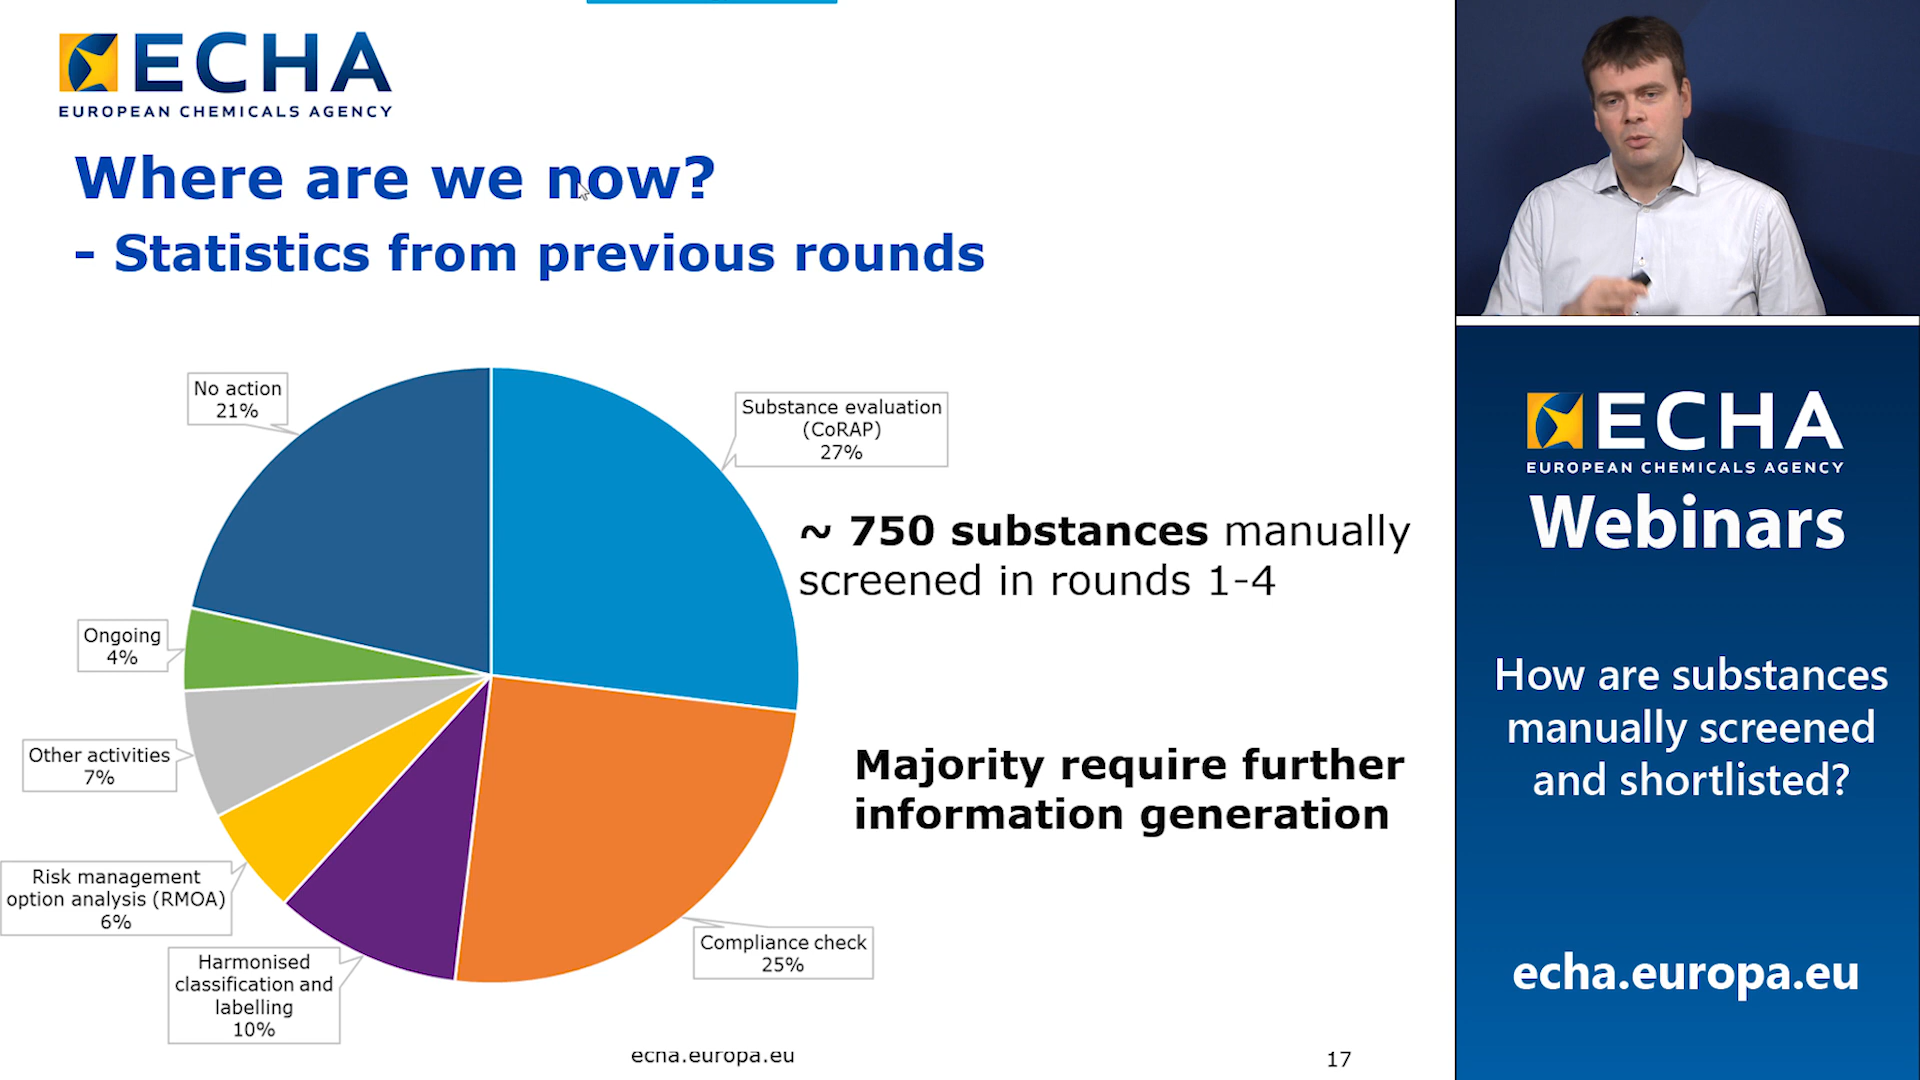 ECHA
EUROPEAN CHEMICALS AGENCY
Where are we now?
- Statistics from previous rounds
No action
21%
Substance evaluation
(CoRAP)
27%
~ 750 substances manually
screened in rounds 1-4
Ongoing
4%
Other activities
7%
Majority require further
information generation
Risk management
option analysis (RMOA)
6%
Harmonised
classification and
labelling
10%
Compliance check
25%
echa.europa.eu
17
ECHA
EUROPEAN CHEMICALS AGENCY
Webinars
How are substances
manually screened
and shortlisted?
echa.europa.eu